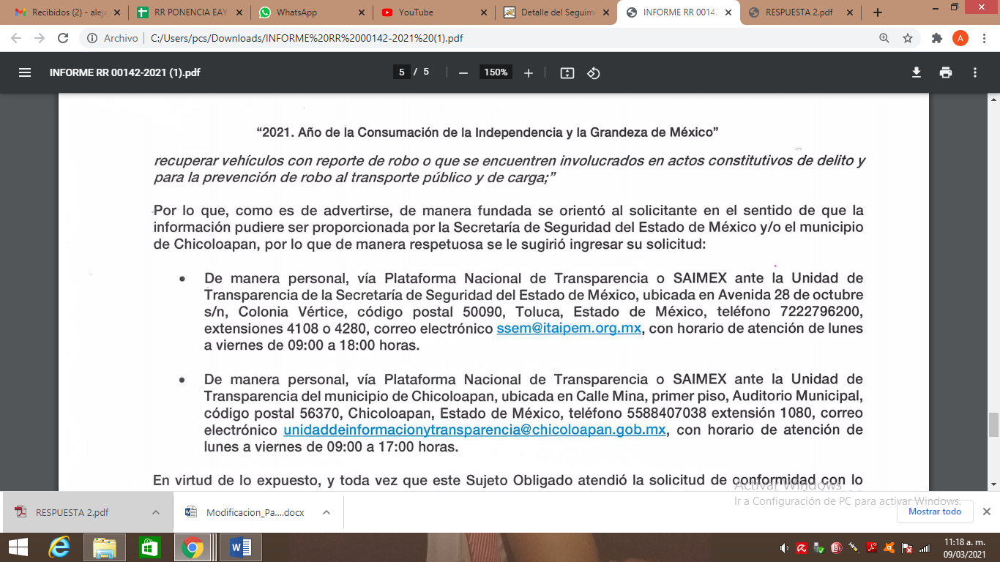 Recibidos (2) - aleja
RR PONENCIA EAY
WhatsApp
YouTube
Detalle del Seguimi
INFORME RR 00142
RESPUESTA 2.pdf
Archivo
C:/Users/pcs/Downloads/INFORME%20RR%2000142-2021%20(1).pdf
A
INFORME RR 00142-2021 (1).pdf
5 / 5
150%
“2021. Año de la Consumación de la Independencia y la Grandeza de México”
recuperar vehículos con reporte de robo o que se encuentren involucrados en actos constitutivos de delito y
para la prevención de robo al transporte público y de carga;”
Por lo que, como es de advertirse, de manera fundada se orientó al solicitante en el sentido de que la
información pudiere ser proporcionada por la Secretaría de Seguridad del Estado de México y/o el municipio
de Chicoloapan, por lo que de manera respetuosa se le sugirió ingresar su solicitud:
• De manera personal, vía Plataforma Nacional de Transparencia o SAIMEX ante la Unidad de
Transparencia de la Secretaría de Seguridad del Estado de México, ubicada en Avenida 28 de octubre
s/n, Colonia Vértice, código postal 50090, Toluca, Estado de México, teléfono 7222796200,
extensiones 4108 o 4280, correo electrónico ssem@itaipem.org.mx, con horario de atención de lunes
a viernes de 09:00 a 18:00 horas.
• De manera personal, vía Plataforma Nacional de Transparencia o SAIMEX ante la Unidad de
Transparencia del municipio de Chicoloapan, ubicada en Calle Mina, primer piso, Auditorio Municipal,
código postal 56370, Chicoloapan, Estado de México, teléfono 5588407038 extensión 1080, correo
electrónico unidaddeinformacionytransparencia@chicoloapan.gob.mx, con horario de atención de
lunes a viernes de 09:00 a 17:00 horas.
En virtud de lo expuesto, y toda vez que este Sujeto Obligado atendió la solicitud de conformidad con lo
Activar Windows
Ir a Configuración de PC para activar Windows.
RESPUESTA 2.pdf
Modificacion_Pa....docx
Mostrar todo
11:18 a. m.
09/03/2021